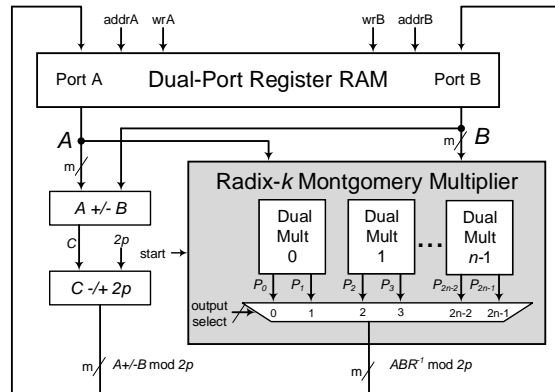 addrA wrA wrB addrB
Port A Dual-Port Register RAM Port B
A B
m m
Radix-k Montgomery Multiplier
A +/- B
Dual Mult 0
Dual Mult 1
...
Dual Mult n-1
C 2p
start
C -/+ 2p
P0 P1 P2 P3 P2n-2 P2n-1
output select
0 1 2 3 2n-2 2n-1
m A+/-B mod 2p
m ABR-1 mod 2p